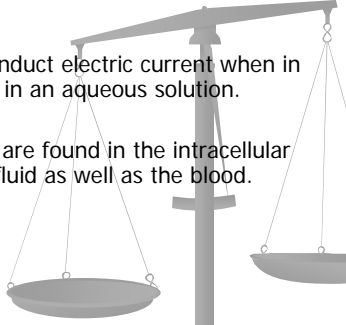 nduct electric current when in
in an aqueous solution.
are found in the intracellular
fluid as well as the blood.